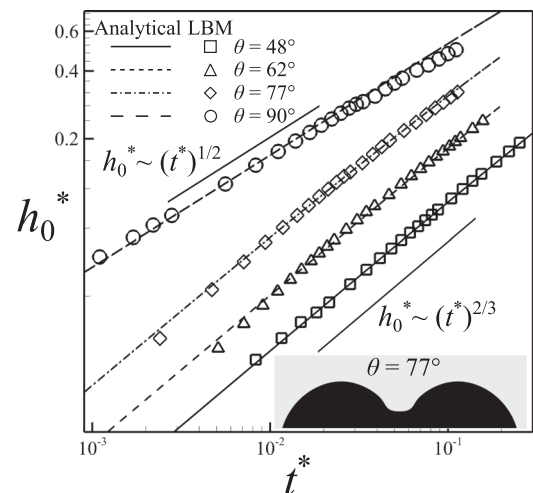 Analytical LBM
θ = 48°
θ = 62°
θ = 77°
θ = 90°
0.6
0.4
0.2
h₀* ~ (t*)^1/2
h₀*
h₀* ~ (t*)^2/3
θ = 77°
10⁻³ 10⁻² 10⁻¹
t*